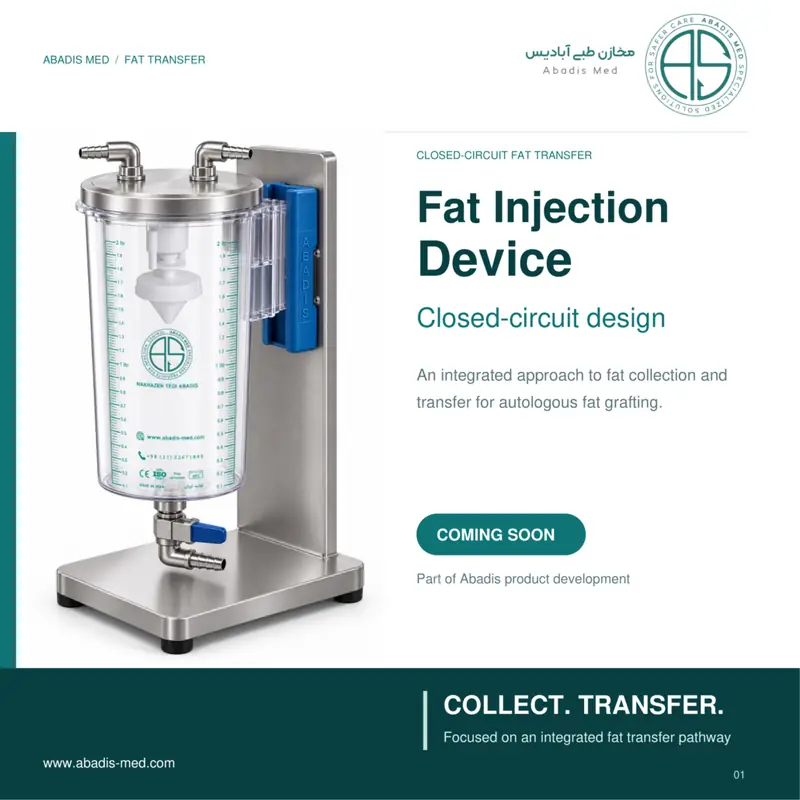 ABADIS MED / FAT TRANSFER
مخازن طبی آبادیس
Abadis Med
ABADIS MED SPECIALIZED SOLUTIONS FOR SAFER CARE
CLOSED-CIRCUIT FAT TRANSFER
Fat Injection
Device
Closed-circuit design
An integrated approach to fat collection and
transfer for autologous fat grafting.
COMING SOON
Part of Abadis product development
ABADIS
MAKHAZEN TEBI ABADIS
www.abadis-med.com
CE ISO
COLLECT. TRANSFER.
Focused on an integrated fat transfer pathway
www.abadis-med.com
01